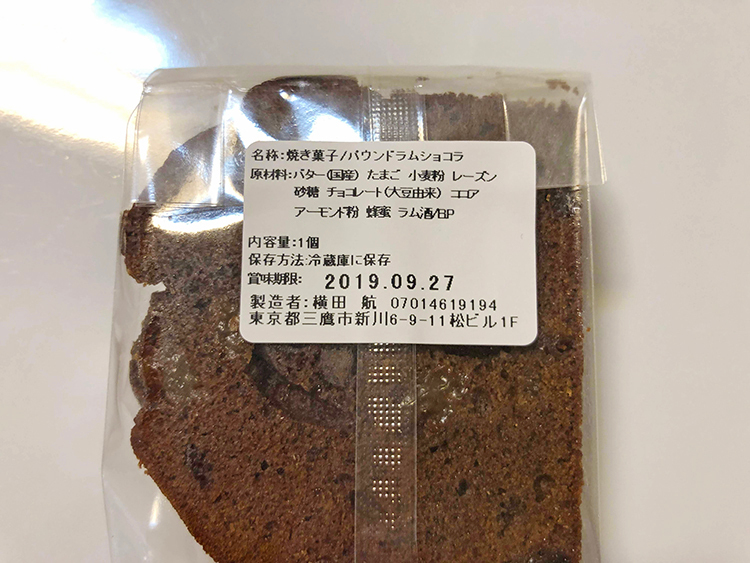 名称:焼き菓子/パウンドラムショコラ
原材料:バター(国産) たまご 小麦粉 レーズン
砂糖 チョコレート(大豆由来) ココア
アーモンド粉 蜂蜜 ラム酒/BP
内容量:1個
保存方法:冷蔵庫に保存
賞味期限: 2019.09.27
製造者:横田 航 07014619194
東京都三鷹市新川6-9-11松ビル1F